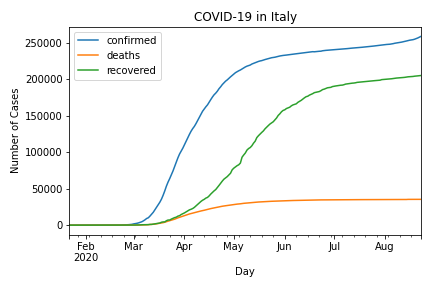 COVID-19 in Italy
confirmed
deaths
recovered
Number of Cases
250000
200000
150000
100000
50000
0
Feb Mar Apr May Jun Jul Aug
2020
Day